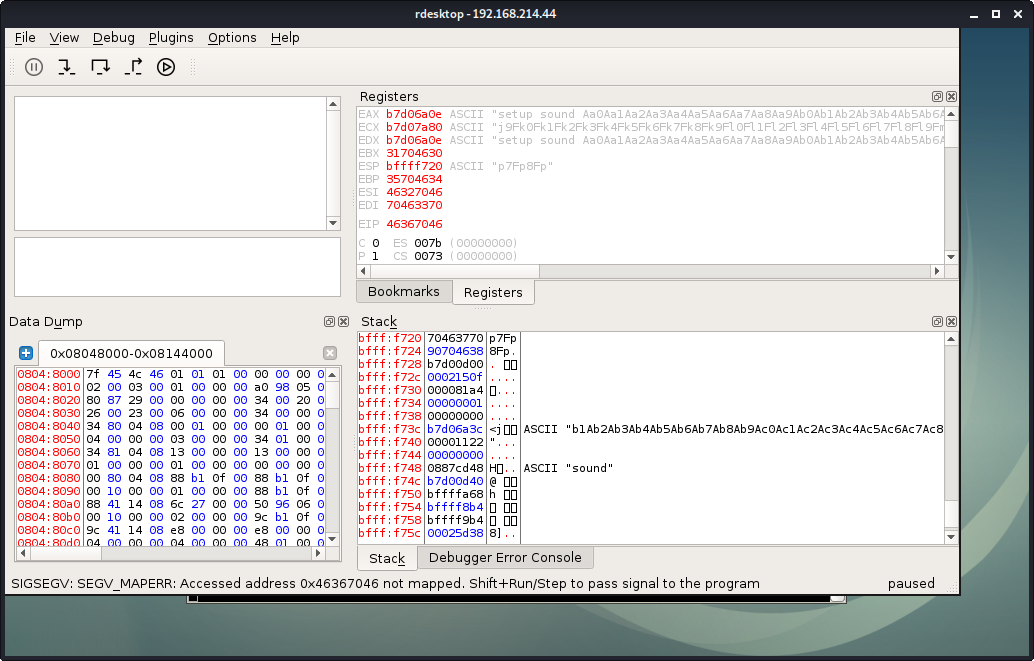 rdesktop - 192.168.214.44
File View Debug Plugins Options Help
Registers
EAX b7d06a0e ASCII "setup sound Aa0Aa1Aa2Aa3Aa4Aa5Aa6Aa7Aa8Aa9Ab0Ab1Ab2Ab3Ab4Ab5Ab6A
ECX b7d07a80 ASCII "j9Fk0Fk1Fk2Fk3Fk4Fk5Fk6Fk7Fk8Fk9Fl0Fl1Fl2Fl3Fl4Fl5Fl6Fl7Fl8Fl9Fm
EDX b7d06a0e ASCII "setup sound Aa0Aa1Aa2Aa3Aa4Aa5Aa6Aa7Aa8Aa9Ab0Ab1Ab2Ab3Ab4Ab5Ab6A
EBX 31704630
ESP bffff720 ASCII "p7Fp8Fp"
EBP 35704634
ESI 46327046
EDI 70463370
EIP 46367046
C 0 ES 007b (00000000)
P 1 CS 0073 (00000000)
Bookmarks Registers
Data Dump
0x08048000-0x08144000
0804:8000 7f 45 4c 46 01 01 01 00 00 00 00 0
0804:8010 02 00 03 00 01 00 00 00 a0 98 05 0
0804:8020 80 87 29 00 00 00 00 00 34 00 20 0
0804:8030 26 00 23 00 06 00 00 00 34 00 00 0
0804:8040 34 80 04 08 00 01 00 00 00 01 00 0
0804:8050 04 00 00 00 03 00 00 00 34 01 00 0
0804:8060 34 81 04 08 13 00 00 00 13 00 00 0
0804:8070 01 00 00 00 01 00 00 00 00 00 00 0
0804:8080 00 80 04 08 88 b1 0f 00 88 b1 0f 0
0804:8090 00 10 00 00 01 00 00 00 88 b1 0f 0
0804:80a0 88 41 14 08 6c 27 00 00 50 96 06 0
0804:80b0 00 10 00 00 02 00 00 00 9c b1 0f 0
0804:80c0 9c 41 14 08 e8 00 00 00 e8 00 00 0
0804:80d0 04 00 00 00 04 00 00 00 48 01 00 0
Stack
bfff:f720 70463770 p7Fp
bfff:f724 90704638 8Fp.
bfff:f728 b7d00d00 .
bfff:f72c 0002150f ....
bfff:f730 000081a4 ...
bfff:f734 00000001 ....
bfff:f738 00000000 ....
bfff:f73c b7d06a3c <j ASCII "b1Ab2Ab3Ab4Ab5Ab6Ab7Ab8Ab9Ac0Ac1Ac2Ac3Ac4Ac5Ac6Ac7Ac8
bfff:f740 00001122 "...
bfff:f744 00000000 ....
bfff:f748 0887cd48 H.. ASCII "sound"
bfff:f74c b7d00d40 @
bfff:f750 bffffa68 h
bfff:f754 bffff8b4
bfff:f758 bffff9b4
bfff:f75c 00025d38 8]..
Stack Debugger Error Console
SIGSEGV: SEGV_MAPERR: Accessed address 0x46367046 not mapped. Shift+Run/Step to pass signal to the program paused